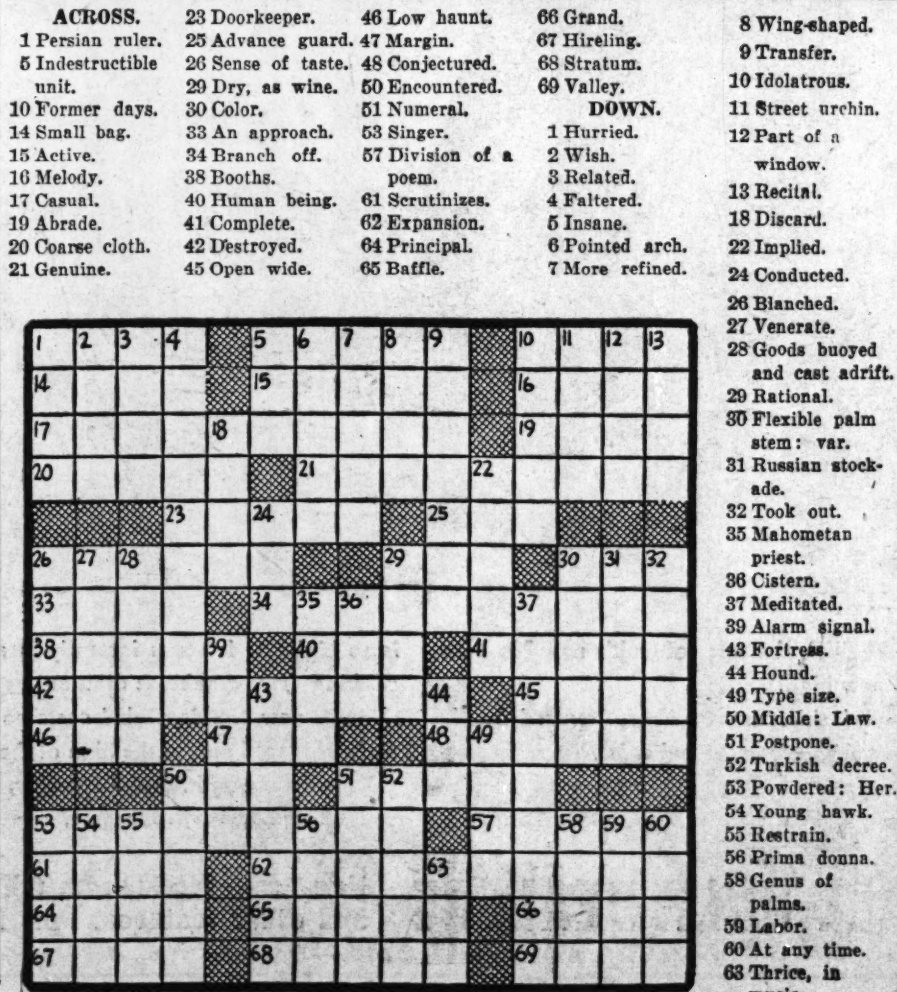 ACROSS.
1 Persian ruler.
5 Indestructible
unit.
10 Former days.
14 Small bag.
15 Active.
16 Melody.
17 Casual.
19 Abrade.
20 Coarse cloth.
21 Genuine.
23 Doorkeeper.
25 Advance guard.
26 Sense of taste.
29 Dry, as wine.
30 Color.
33 An approach.
34 Branch off.
38 Booths.
40 Human being.
41 Complete.
42 Destroyed.
45 Open wide.
46 Low haunt.
47 Margin.
48 Conjectured.
50 Encountered.
51 Numeral.
53 Singer.
57 Division of a
poem.
61 Scrutinizes.
62 Expansion.
64 Principal.
65 Baffle.
66 Grand.
67 Hireling.
68 Stratum.
69 Valley.
DOWN.
1 Hurried.
2 Wish.
3 Related.
4 Faltered.
5 Insane.
6 Pointed arch.
7 More refined.
8 Wing-shaped.
9 Transfer.
10 Idolatrous.
11 Street urchin.
12 Part of a
window.
13 Recital.
18 Discard.
22 Implied.
24 Conducted.
26 Blanched.
27 Venerate.
28 Goods buoyed
and cast adrift.
29 Rational.
30 Flexible palm
stem: var.
31 Russian stock-
ade.
32 Took out.
35 Mahometan
priest.
36 Cistern.
37 Meditated.
39 Alarm signal.
43 Fortress.
44 Hound.
49 Type size.
50 Middle: Law.
51 Postpone.
52 Turkish decree.
53 Powdered: Her.
54 Young hawk.
55 Restrain.
56 Prima donna.
58 Genus of
palms.
59 Labor.
60 At any time.
63 Thrice, in
1 2 3 4 5 6 7 8 9 10 11 12 13
14 15 16
17 18 19
20 21 22
23 24 25
26 27 28 29 30 31 32
33 34 35 36 37
38 39 40 41
42 43 44 45
46 47 48 49
50 51 52
53 54 55 56 57 58 59 60
61 62 63
64 65 66
67 68 69